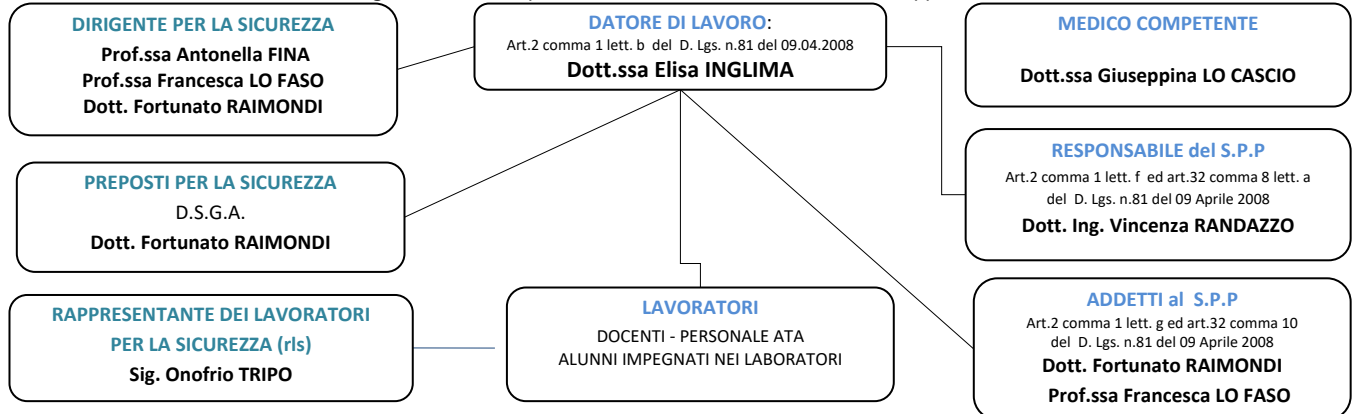 DIRIGENTE PER LA SICUREZZA
Prof.ssa Antonella FINA
Prof.ssa Francesca LO FASO
Dott. Fortunato RAIMONDI
DATORE DI LAVORO:
Art.2 comma 1 lett. b del D. Lgs. n.81 del 09.04.2008
Dott.ssa Elisa INGLIMA
MEDICO COMPETENTE
Dott.ssa Giuseppina LO CASCIO
PREPOSTI PER LA SICUREZZA
D.S.G.A.
Dott. Fortunato RAIMONDI
RESPONSABILE del S.P.P
Art.2 comma 1 lett. f ed art.32 comma 8 lett. a
del D. Lgs. n.81 del 09 Aprile 2008
Dott. Ing. Vincenza RANDAZZO
RAPPRESENTANTE DEI LAVORATORI
PER LA SICUREZZA (rls)
Sig. Onofrio TRIPO
LAVORATORI
DOCENTI - PERSONALE ATA
ALUNNI IMPEGNATI NEI LABORATORI
ADDETTI al S.P.P
Art.2 comma 1 lett. g ed art.32 comma 10
del D. Lgs. n.81 del 09 Aprile 2008
Dott. Fortunato RAIMONDI
Prof.ssa Francesca LO FASO